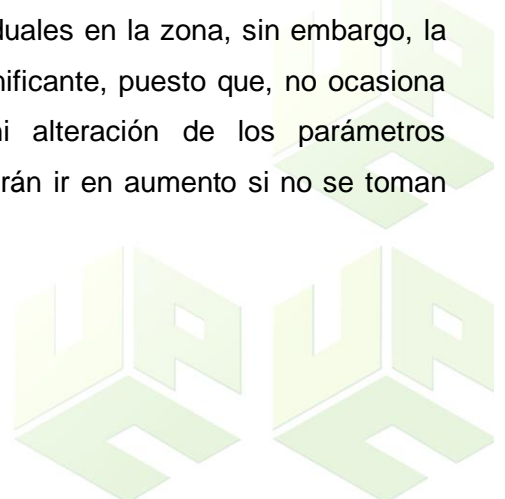 duales en la zona, sin embargo, la
nificante, puesto que, no ocasiona
ni alteración de los parámetros
rán ir en aumento si no se toman